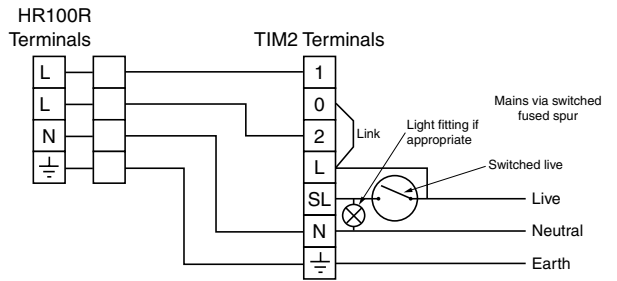 HR100R
Terminals
TIM2 Terminals
L
L
N
1
0
2
L
SL
N
Link
Light fitting if
appropriate
Mains via switched
fused spur
Switched live
Live
Neutral
Earth